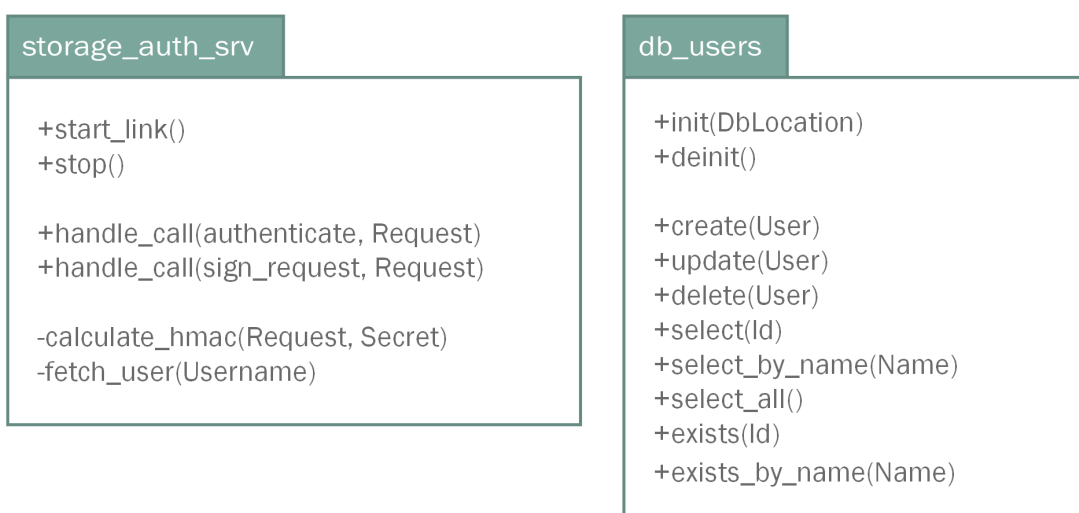 storage_auth_srv
+start_link()
+stop()
+handle_call(authenticate, Request)
+handle_call(sign_request, Request)
-calculate_hmac(Request, Secret)
-fetch_user(Username)
db_users
+init(DbLocation)
+deinit()
+create(User)
+update(User)
+delete(User)
+select(Id)
+select_by_name(Name)
+select_all()
+exists(Id)
+exists_by_name(Name)